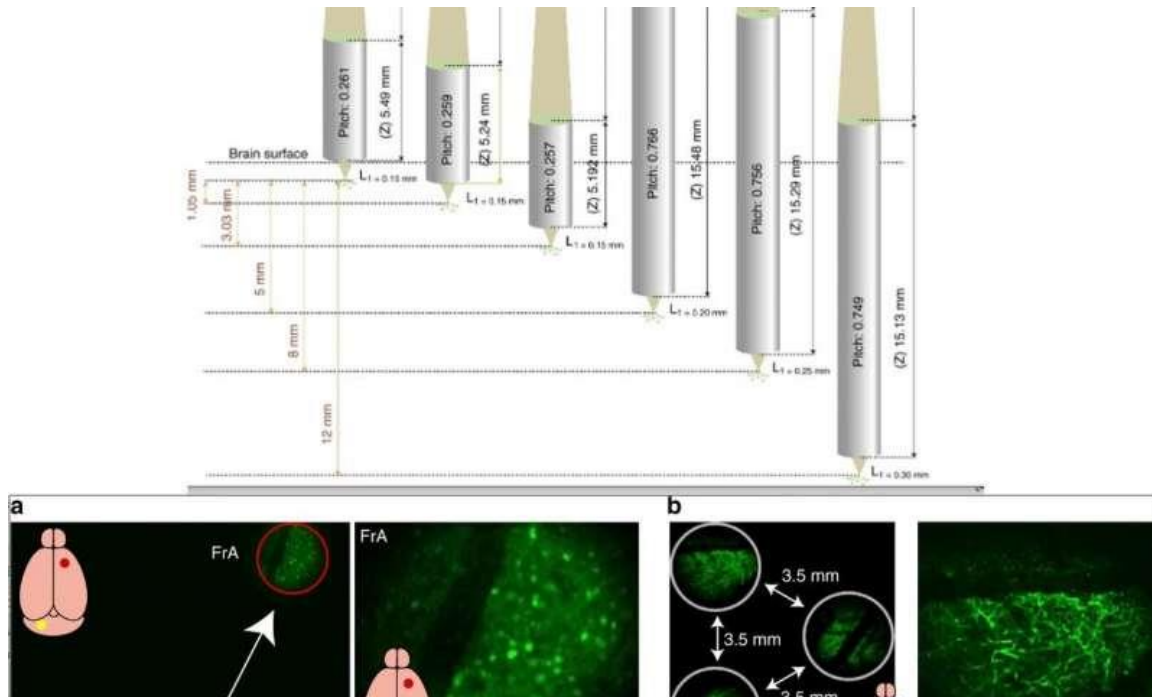 Pitch: 0.261
(Z) 5.49 mm
Pitch: 0.259
(Z) 5.24 mm
Pitch: 0.257
(Z) 5.192 mm
Pitch: 0.766
(Z) 15.48 mm
Pitch: 0.756
(Z) 15.29 mm
Pitch: 0.749
(Z) 15.13 mm
Brain surface
L1 = 0.15 mm
L1 = 0.15 mm
L1 = 0.15 mm
L1 = 0.20 mm
L1 = 0.25 mm
L1 = 0.30 mm
1.05 mm
3.03 mm
5 mm
8 mm
12 mm
a
FrA
FrA
b
3.5 mm
3.5 mm
3.5 mm